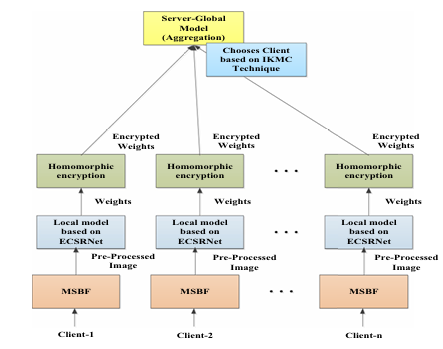 Server-Global
Model
(Aggregation)
Chooses Client
based on IKMC
Technique
Encrypted
Weights
Encrypted
Weights
Encrypted
Weights
Homomorphic
encryption
Homomorphic
encryption
. . .
Homomorphic
encryption
Weights
Weights
Weights
Local model
based on
ECSRNet
Local model
based on
ECSRNet
. . .
Local model
based on
ECSRNet
Pre-Processed
Image
Pre-Processed
Image
Pre-Processed
Image
MSBF
MSBF
. . .
MSBF
Client-1
Client-2
Client-n